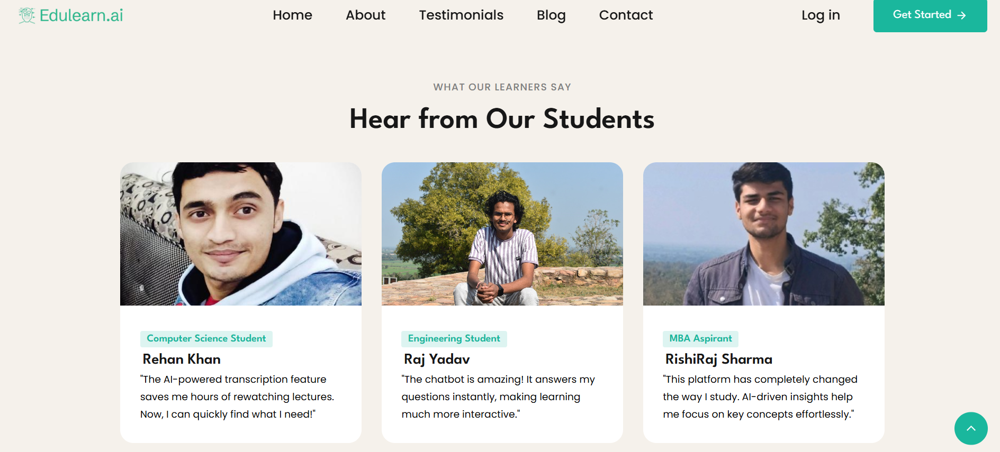 Edulearn.ai
Home
About
Testimonials
Blog
Contact
Log in
Get Started →
WHAT OUR LEARNERS SAY
Hear from Our Students
Computer Science Student
Rehan Khan
"The AI-powered transcription feature
saves me hours of rewatching lectures.
Now, I can quickly find what I need!"
Engineering Student
Raj Yadav
"The chatbot is amazing! It answers my
questions instantly, making learning
much more interactive."
MBA Aspirant
RishiRaj Sharma
"This platform has completely changed
the way I study. AI-driven insights help
me focus on key concepts effortlessly."